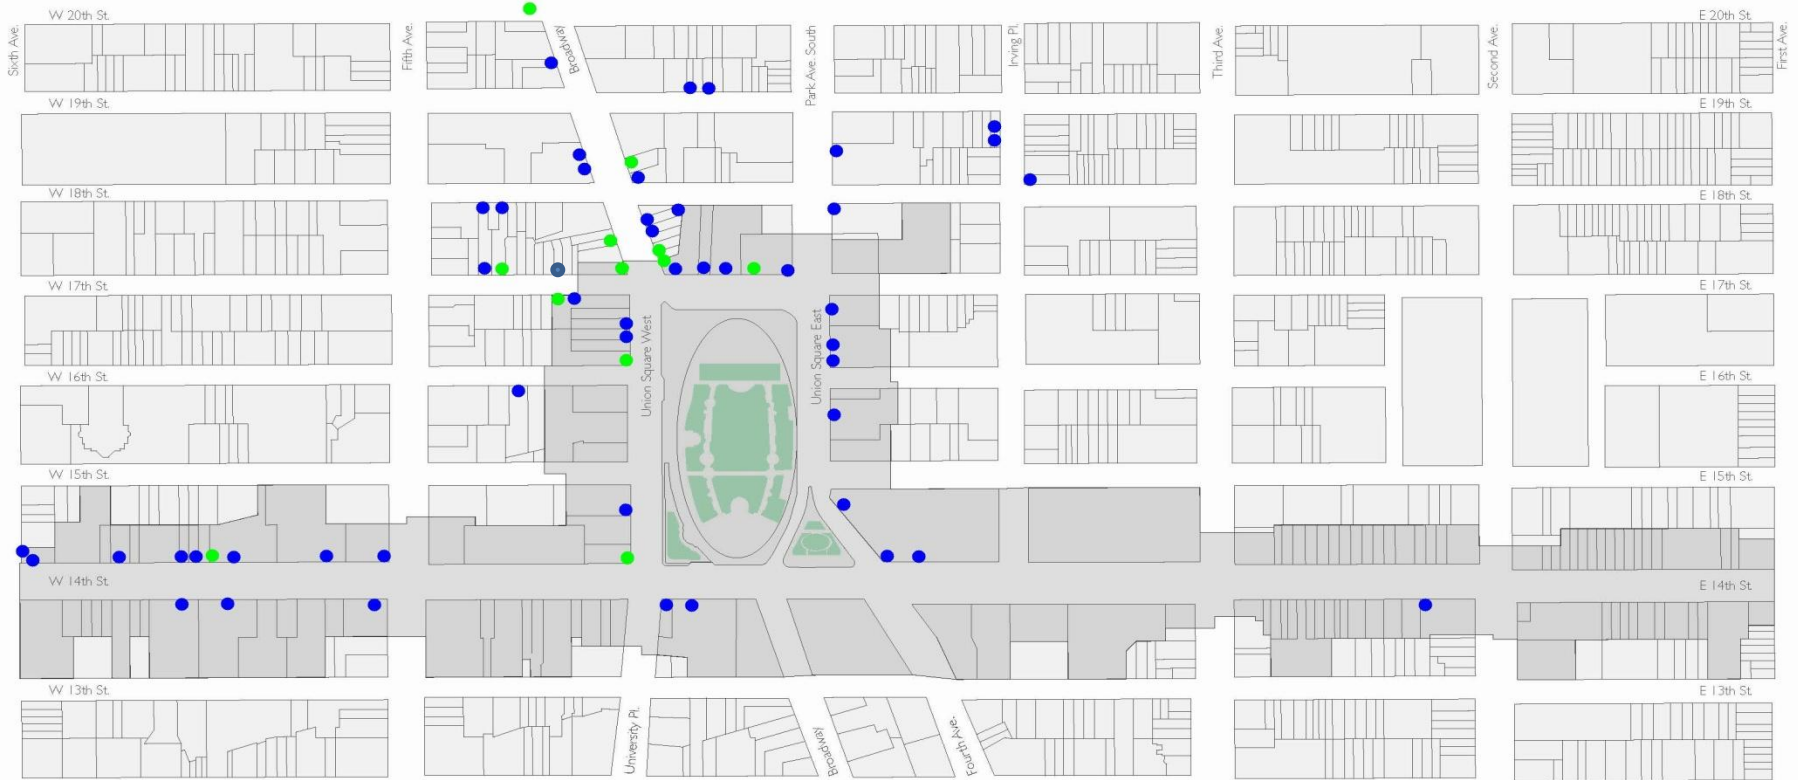 W 20th St.
E 20th St.
Sixth Ave.
Fifth Ave.
Broadway
Park Ave. South
Irving Pl.
Third Ave.
Second Ave.
First Ave.
W 19th St.
E 19th St.
W 18th St.
E 18th St.
W 17th St.
E 17th St.
Union Square West
Union Square East
W 16th St.
E 16th St.
W 15th St.
E 15th St.
W 14th St.
E 14th St.
W 13th St.
E 13th St.
University Pl.
Broadway
Fourth Ave.